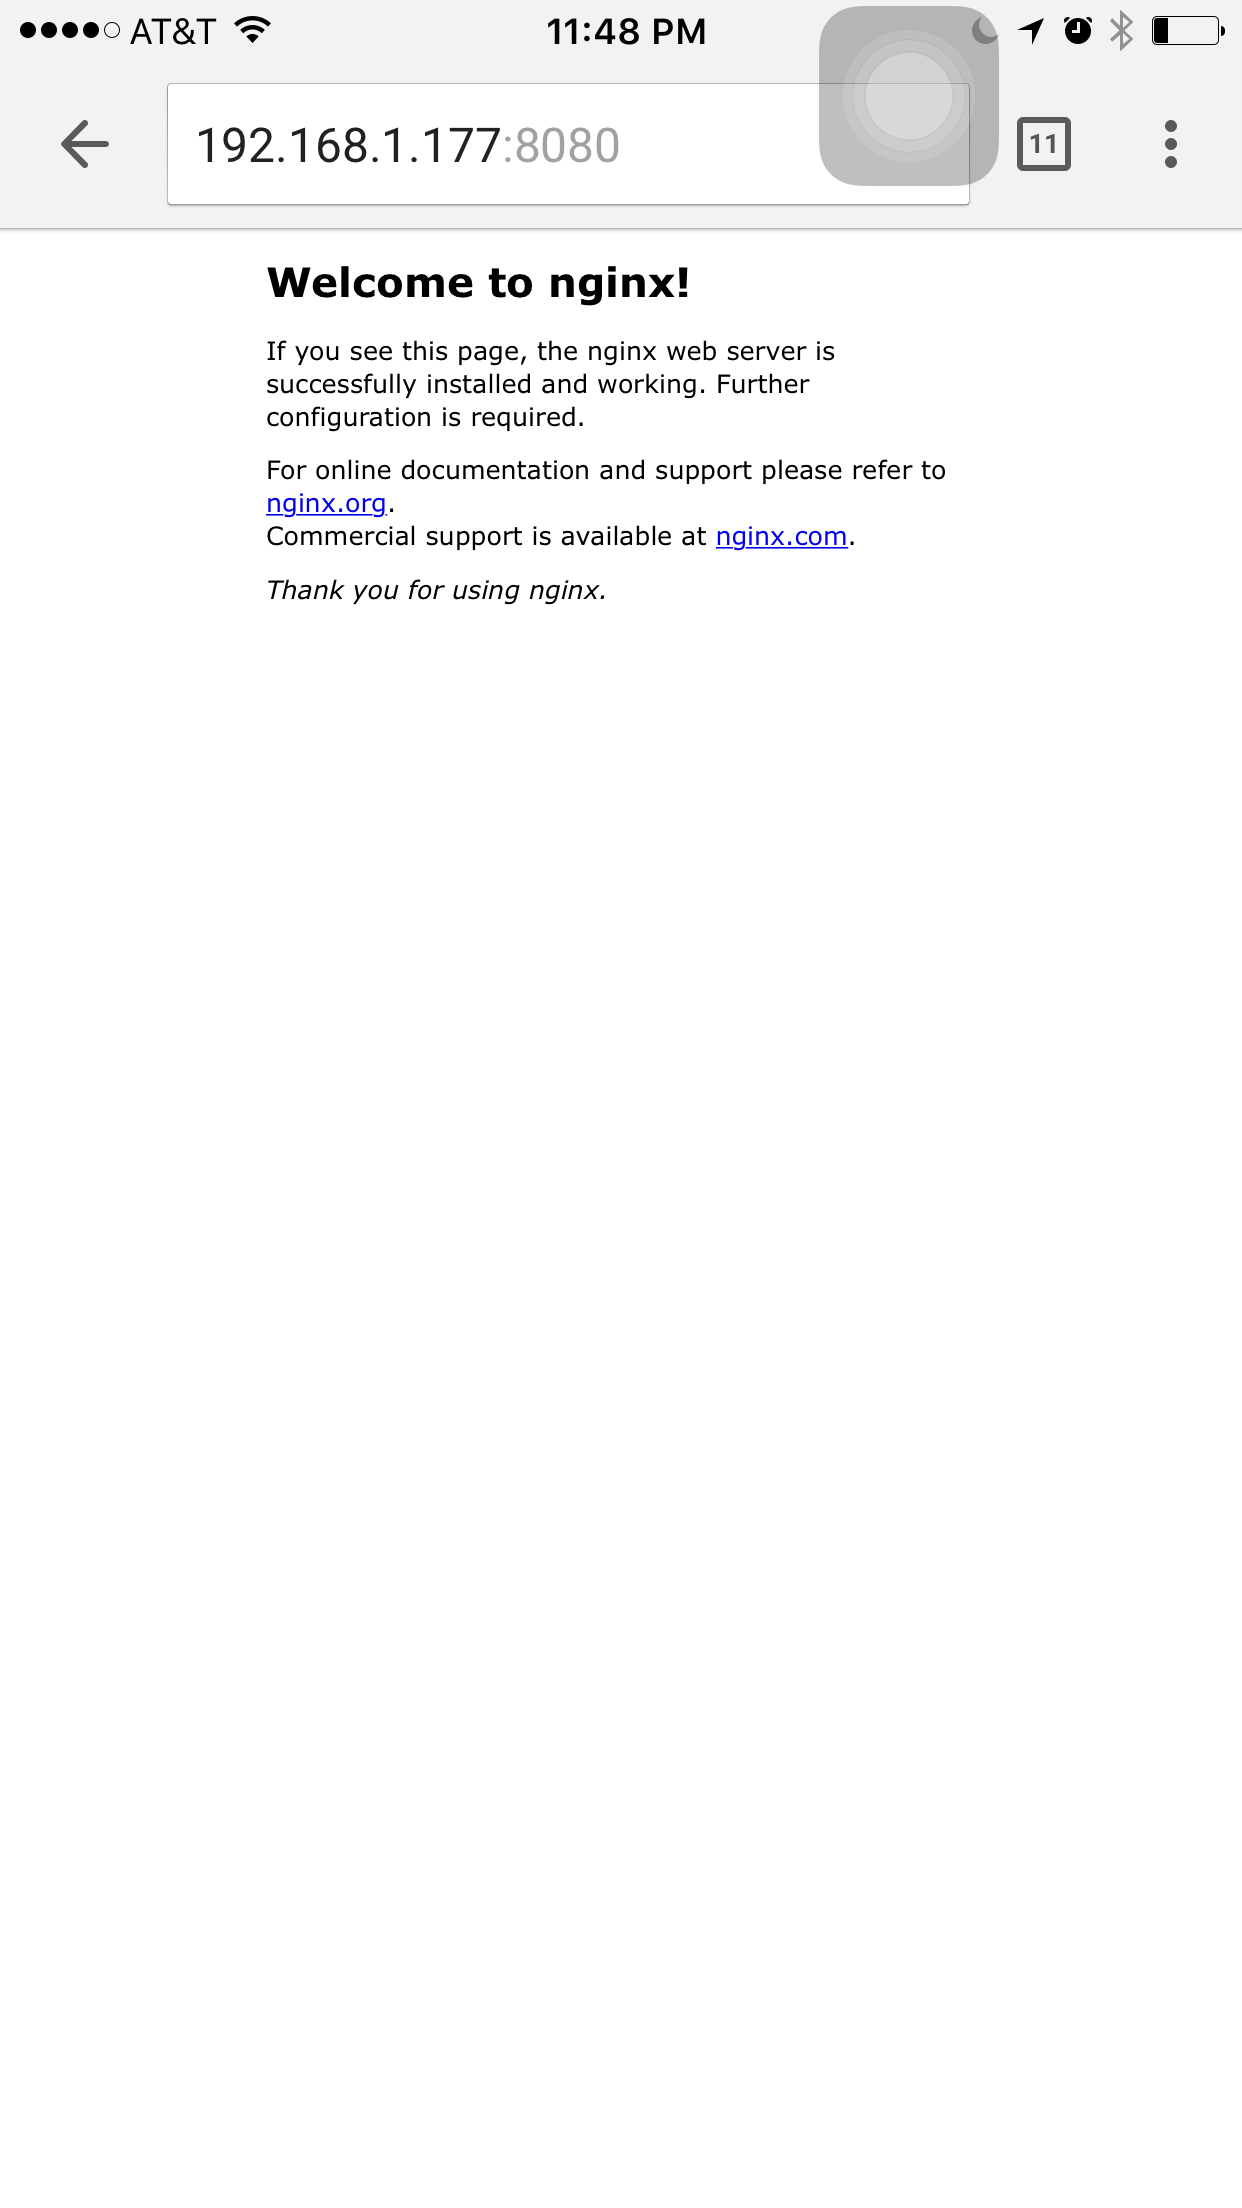 AT&T 11:48 PM
192.168.1.177:8080
11
Welcome to nginx!
If you see this page, the nginx web server is
successfully installed and working. Further
configuration is required.
For online documentation and support please refer to
nginx.org.
Commercial support is available at nginx.com.
Thank you for using nginx.